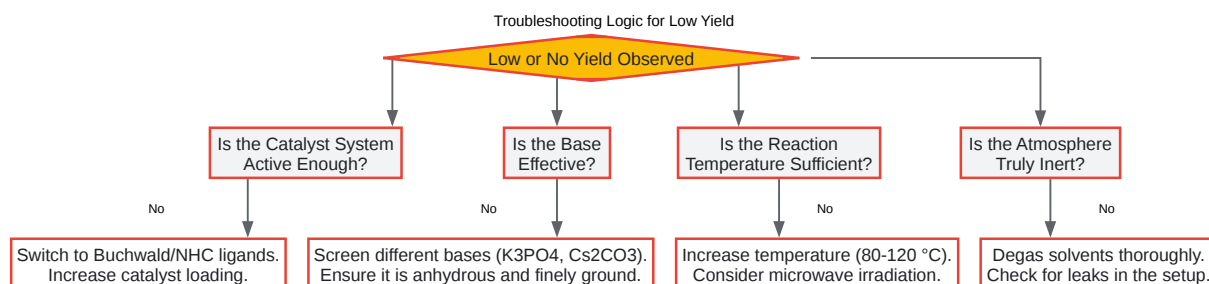 Troubleshooting Logic for Low Yield
Low or No Yield Observed
Is the Catalyst System
Active Enough?
Is the Base
Effective?
Is the Reaction
Temperature Sufficient?
Is the Atmosphere
Truly Inert?
No
No
No
No
Switch to Buchwald/NHC ligands.
Increase catalyst loading.
Screen different bases (K3PO4, Cs2CO3).
Ensure it is anhydrous and finely ground.
Increase temperature (80-120 °C).
Consider microwave irradiation.
Degas solvents thoroughly.
Check for leaks in the setup.